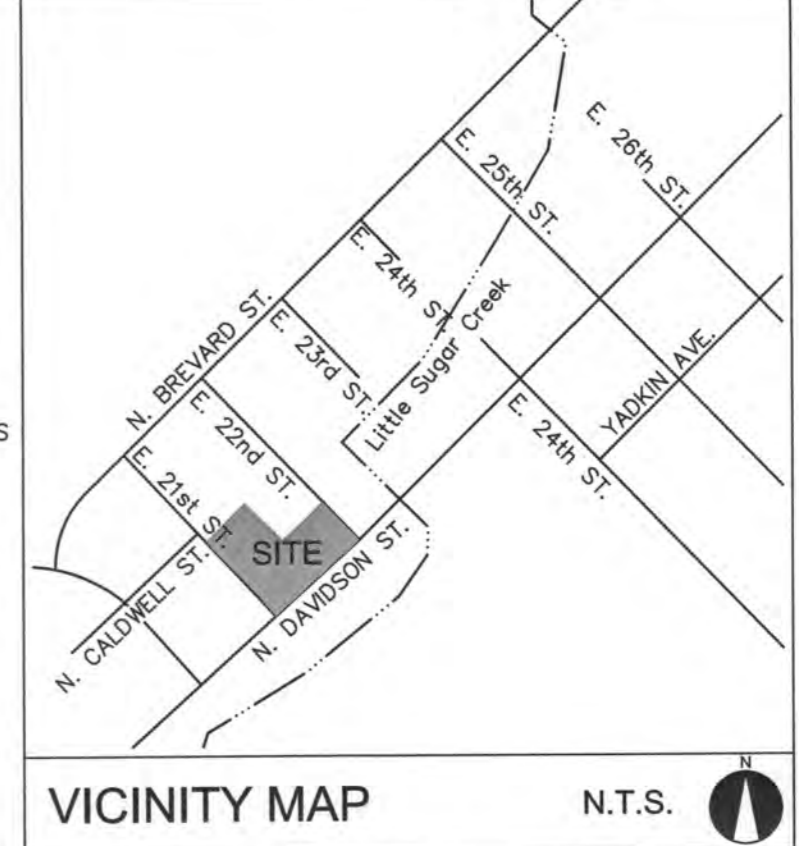 E. 26th ST.
E. 25th ST.
E. 24th ST.
N. BREVARD ST.
E. 23rd ST.
Little Sugar Creek
YADKIN AVE.
E. 22nd ST.
E. 24th ST.
S
E. 21st ST.
SITE
N. CALDWELL ST.
N. DAVIDSON ST.
VICINITY MAP
N.T.S.
N